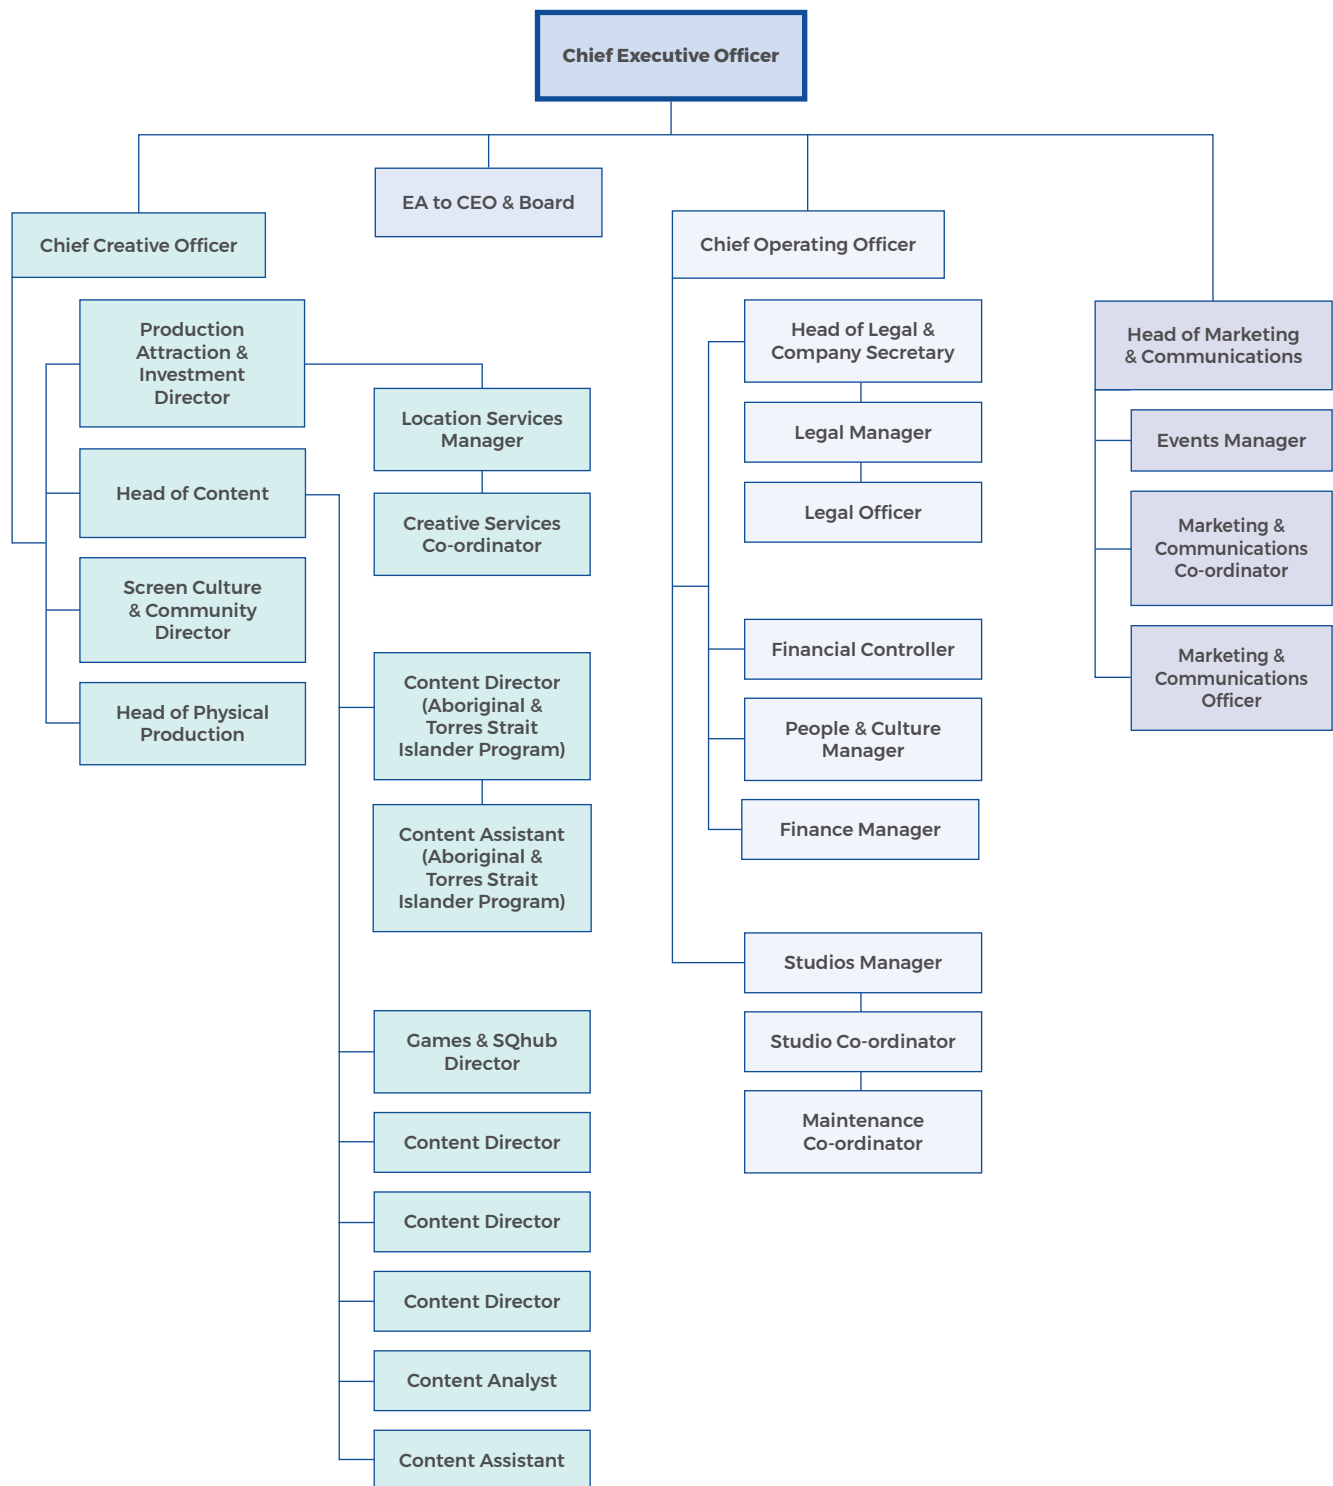 Chief Executive Officer
EA to CEO & Board
Chief Creative Officer
Production
Attraction &
Investment
Director
Location Services
Manager
Creative Services
Co-ordinator
Head of Content
Screen Culture
& Community
Director
Head of Physical
Production
Content Director
(Aboriginal &
Torres Strait
Islander Program)
Content Assistant
(Aboriginal &
Torres Strait
Islander Program)
Games & SQhub
Director
Content Director
Content Director
Content Director
Content Analyst
Content Assistant
Chief Operating Officer
Head of Legal &
Company Secretary
Legal Manager
Legal Officer
Financial Controller
People & Culture
Manager
Finance Manager
Studios Manager
Studio Co-ordinator
Maintenance
Co-ordinator
Head of Marketing
& Communications
Events Manager
Marketing &
Communications
Co-ordinator
Marketing &
Communications
Officer